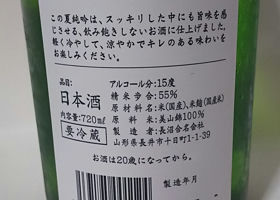 この夏純吟は、スッキリした中にも旨味を感
じさせる、飲み飽きしないお酒に仕上げました。
軽く冷やして、涼やかでキレのある味わいを
お楽しみください。
品目:
日本酒
内容量:720ml
要冷蔵
アルコール分:15度
精米歩合:55%
原材料名:米(国産)、米麹(国産米)
原料米:美山錦100%
製造者:長沼合名会社
山形県長井市十日町1-1-39
お酒は20歳になってから。
製造年月